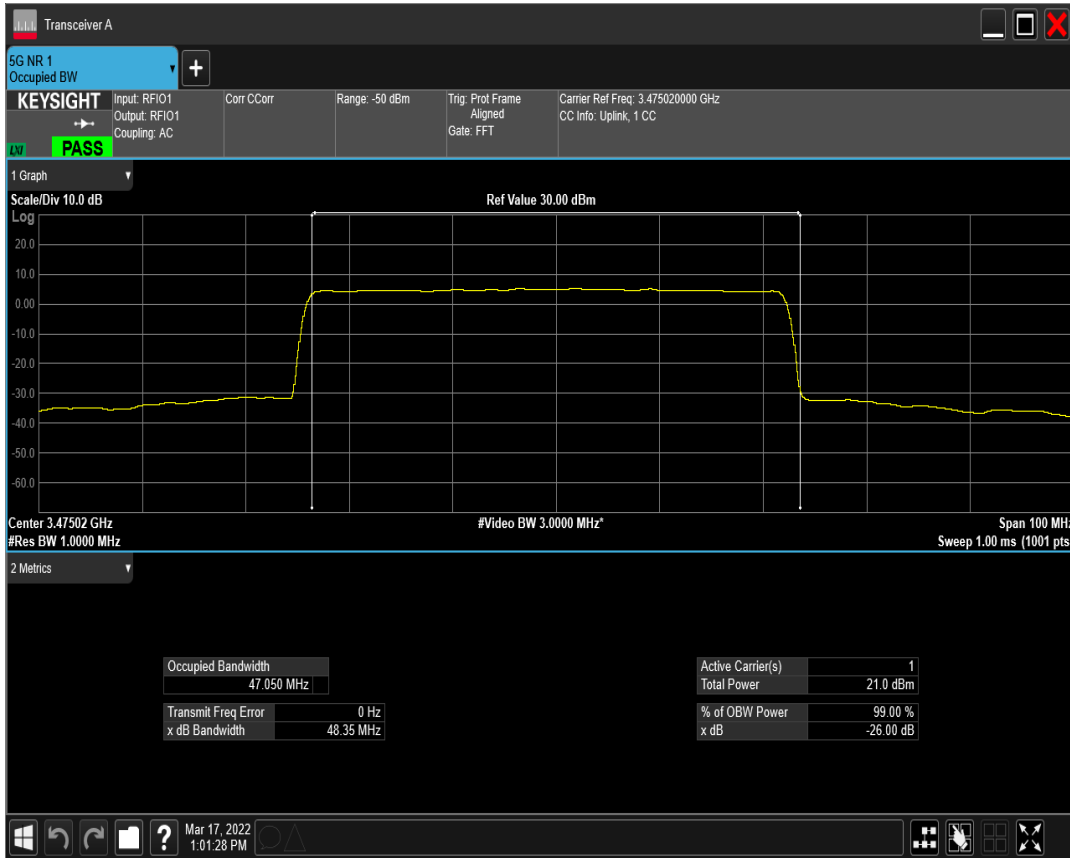 Transceiver A
5G NR 1
Occupied BW
KEYSIGHT
LXI
PASS
Input: RFIO1
Output: RFIO1
Coupling: AC
Corr CCorr
Range: -50 dBm
Trig: Prot Frame
Aligned
Gate: FFT
Carrier Ref Freq: 3.475020000 GHz
CC Info: Uplink, 1 CC
1 Graph
Scale/Div 10.0 dB
Ref Value 30.00 dBm
Log
20.0
10.0
0.00
-10.0
-20.0
-30.0
-40.0
-50.0
-60.0
Center 3.47502 GHz
#Video BW 3.0000 MHz*
Span 100 MHz
#Res BW 1.0000 MHz
Sweep 1.00 ms (1001 pts
2 Metrics
Occupied Bandwidth
47.050 MHz
Transmit Freq Error 0 Hz
x dB Bandwidth 48.35 MHz
Active Carrier(s) 1
Total Power 21.0 dBm
% of OBW Power 99.00 %
x dB -26.00 dB
?
Mar 17, 2022
1:01:28 PM